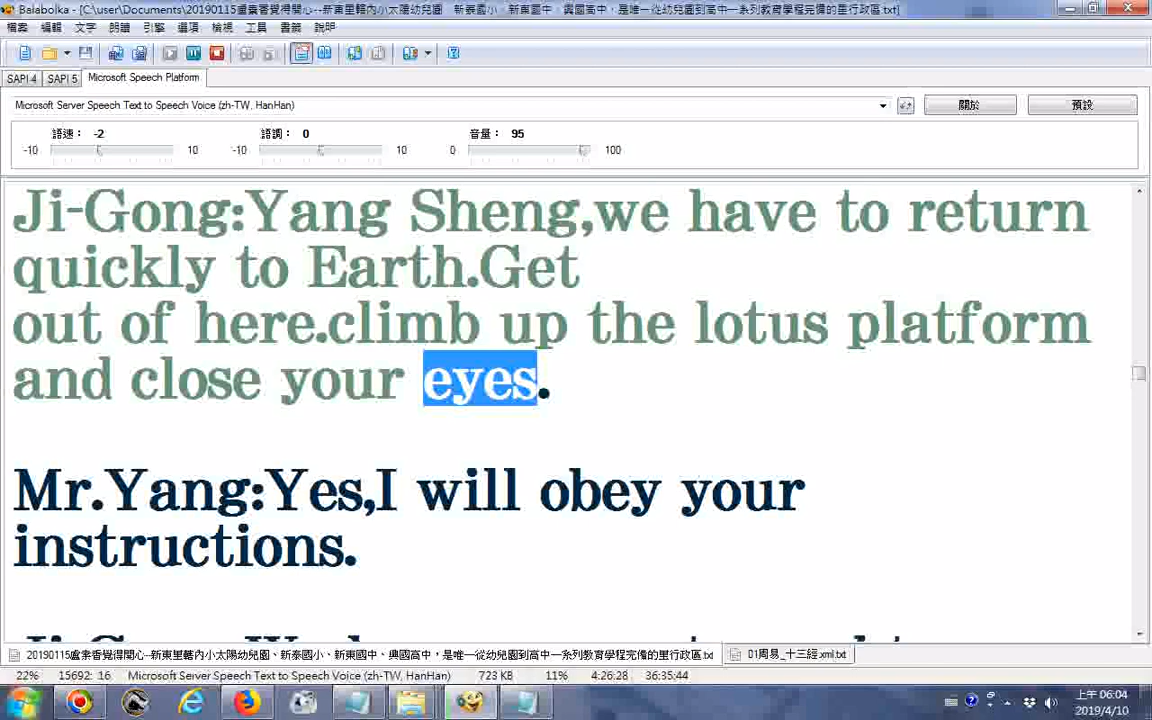 Balabolka - [C:\user\Documents\20190115盧素香覺得開心--新東里轄內小太陽幼兒園、新泰國小、新東國中、興國高中，是唯一從幼兒園到高中一系列教育學程完備的里行政區.txt]
檔案 編輯 文字 朗讀 引擎 選項 檢視 工具 書籤 說明
SAPI 4 SAPI 5 Microsoft Speech Platform
Microsoft Server Speech Text to Speech Voice (zh-TW, HanHan) 關於 預設
語速： -2 語調： 0 音量： 95
-10 10 -10 10 0 100
Ji-Gong:Yang Sheng,we have to return
quickly to Earth.Get
out of here.climb up the lotus platform
and close your eyes.
Mr.Yang:Yes,I will obey your
instructions.
20190115盧素香覺得開心--新東里轄內小太陽幼兒園、新泰國小、新東國中、興國高中，是唯一從幼兒園到高中一系列教育學程完備的里行政區.txt 01周易_十三經.xml.txt
22% 15692: 16 Microsoft Server Speech Text to Speech Voice (zh-TW, HanHan) 723 KB 11% 4:26:28 36:35:44
上午 06:04
2019/4/10